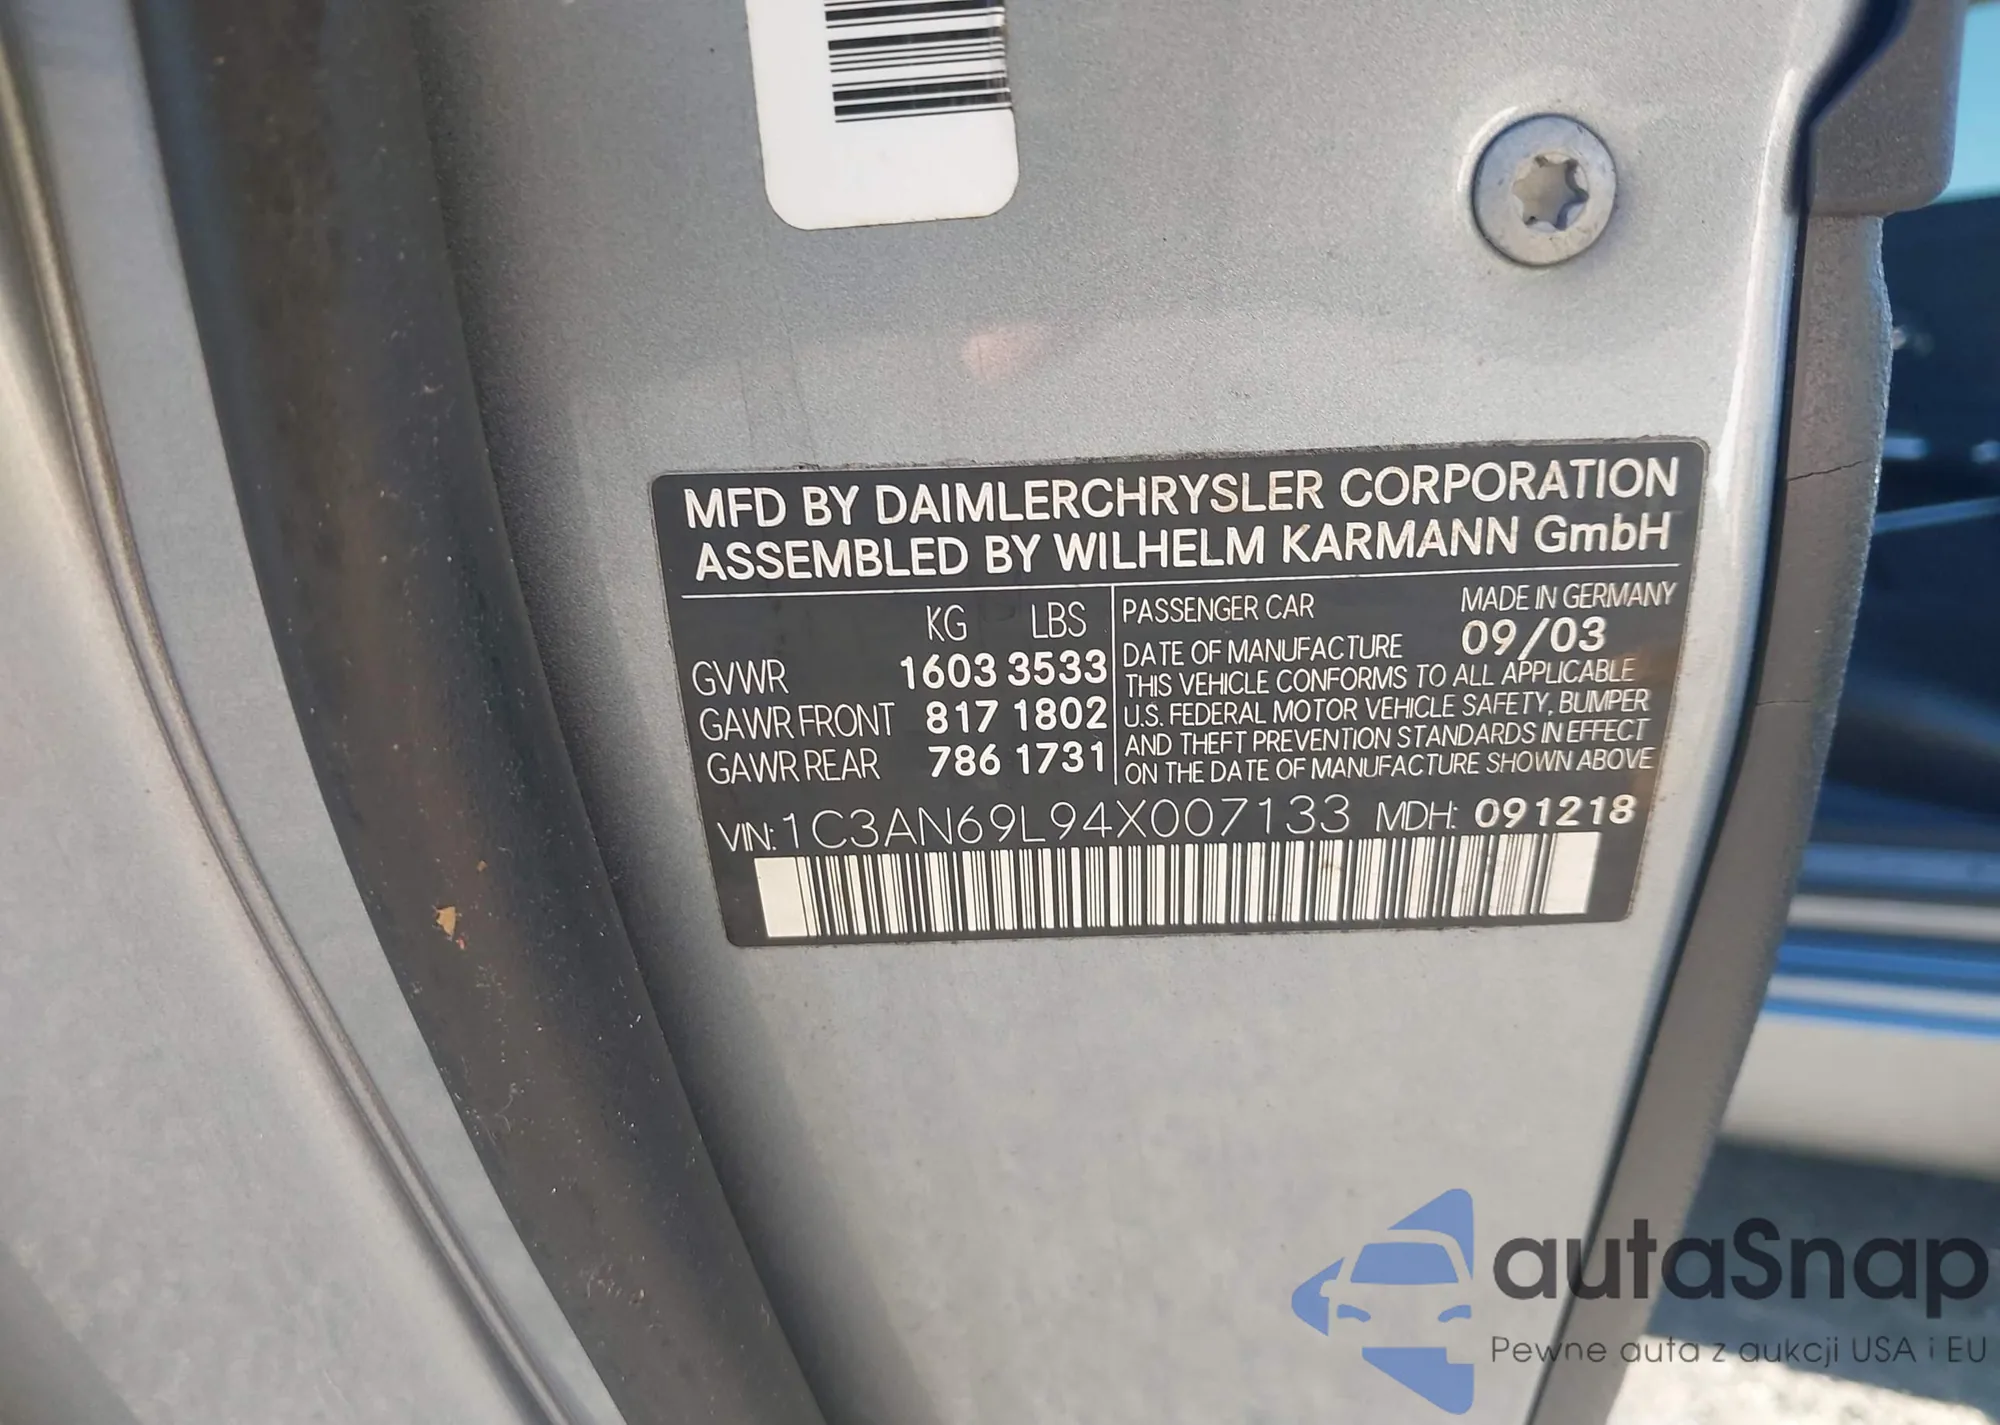 MFD BY DAIMLERCHRYSLER CORPORATION
ASSEMBLED BY WILHELM KARMANN GmbH
KG LBS
GVWR 1603 3533
GAWR FRONT 817 1802
GAWR REAR 786 1731
PASSENGER CAR MADE IN GERMANY
DATE OF MANUFACTURE 09/03
THIS VEHICLE CONFORMS TO ALL APPLICABLE
U.S. FEDERAL MOTOR VEHICLE SAFETY, BUMPER
AND THEFT PREVENTION STANDARDS IN EFFECT
ON THE DATE OF MANUFACTURE SHOWN ABOVE
VIN: 1C3AN69L94X007133 MDH: 091218
autaSnap
Pewne auta z aukcji USA i EU